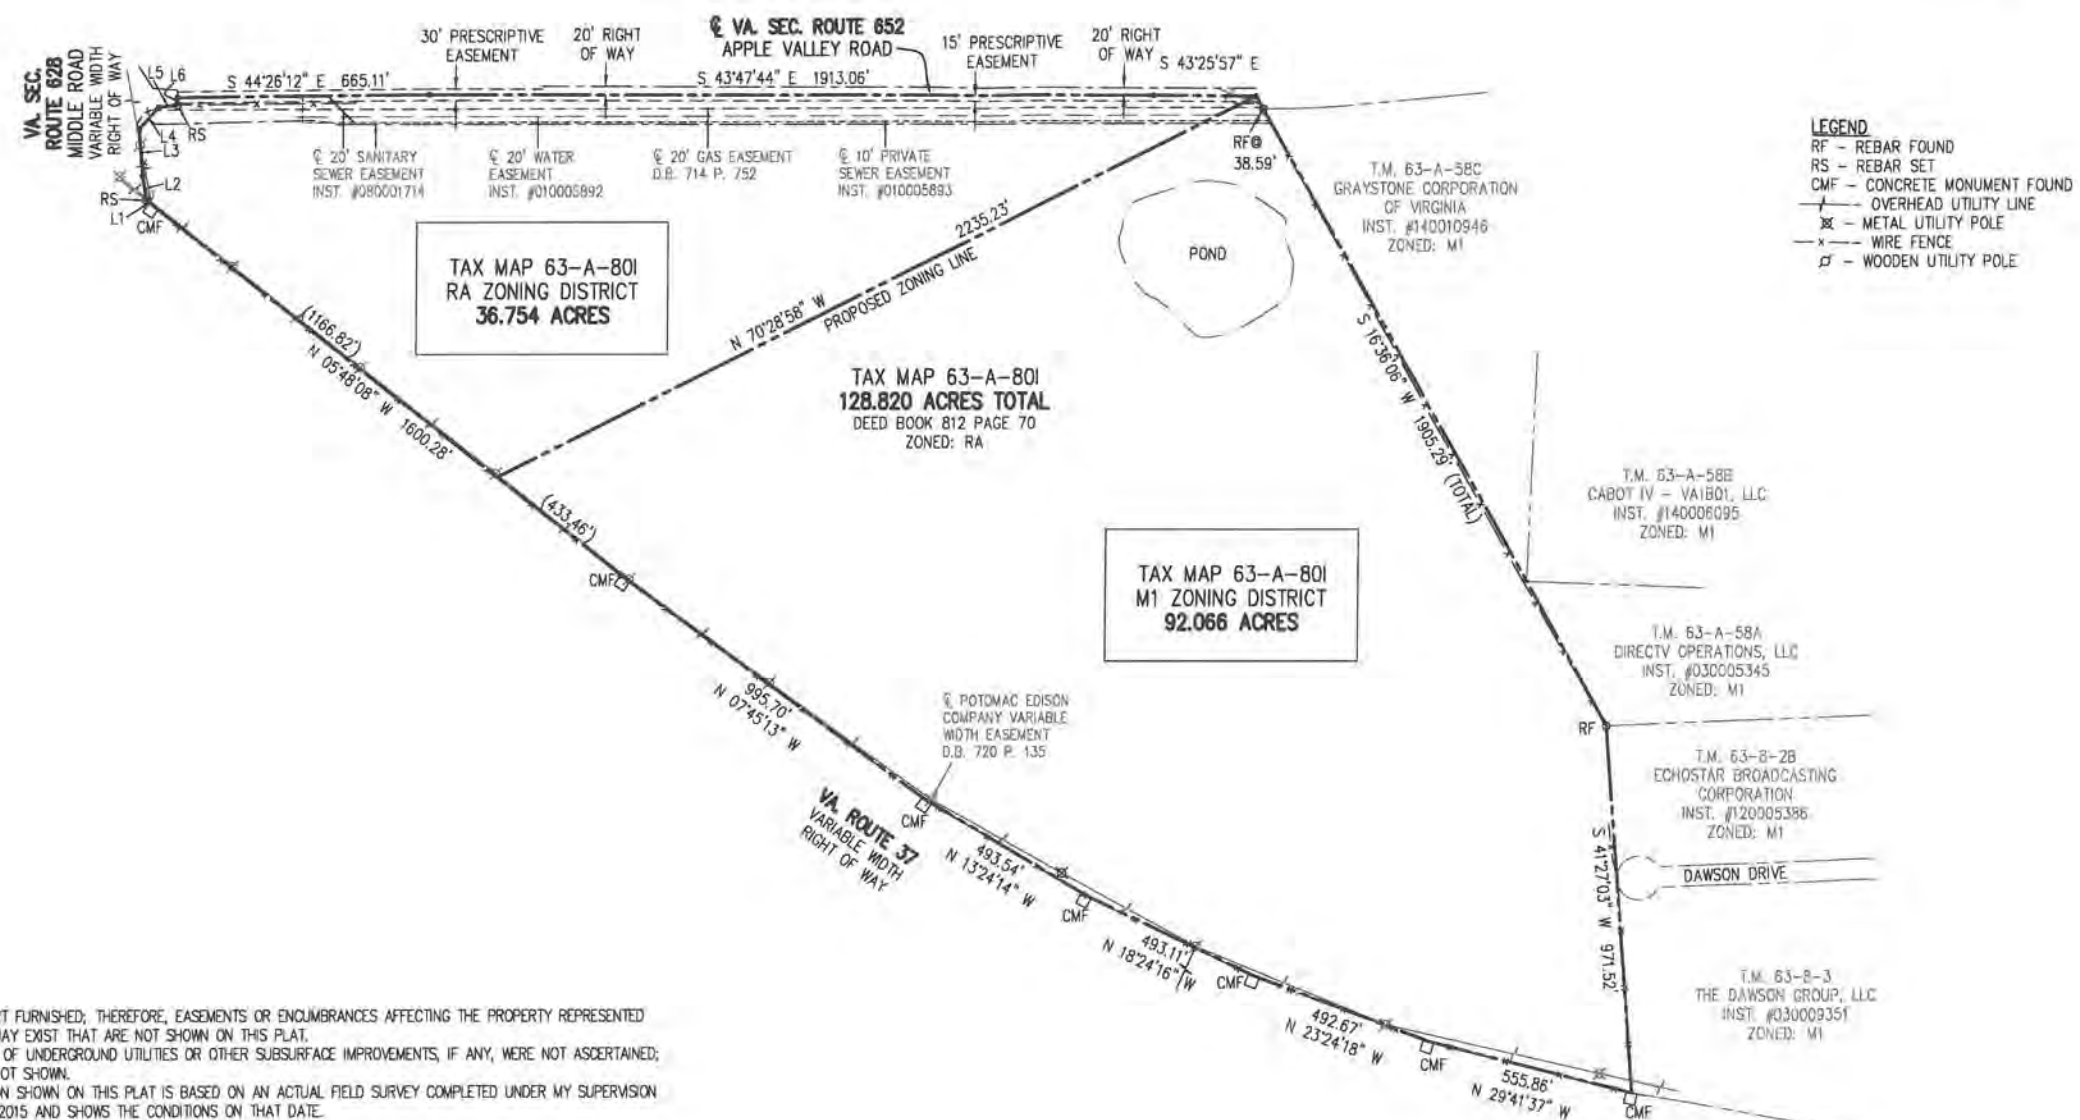 VA. SEC.
ROUTE 628
MIDDLE ROAD
VARIABLE WIDTH
RIGHT OF WAY
L5
L6
S 44°26'12" E 665.11'
30' PRESCRIPTIVE
EASEMENT
20' RIGHT
OF WAY
℄ VA. SEC. ROUTE 652
APPLE VALLEY ROAD
S 43°47'44" E 1913.06'
15' PRESCRIPTIVE
EASEMENT
20' RIGHT
OF WAY
S 43°25'57" E
L4
RS
L3
L2
RS
L1
CMF
℄ 20' SANITARY
SEWER EASEMENT
INST. #080001714
℄ 20' WATER
EASEMENT
INST. #010005892
℄ 20' GAS EASEMENT
D.B. 714 P. 752
℄ 10' PRIVATE
SEWER EASEMENT
INST. #010005893
RF@
38.59'
LEGEND
RF - REBAR FOUND
RS - REBAR SET
CMF - CONCRETE MONUMENT FOUND
- OVERHEAD UTILITY LINE
- METAL UTILITY POLE
—x—-- WIRE FENCE
- WOODEN UTILITY POLE
T.M. 63-A-58C
GRAYSTONE CORPORATION
OF VIRGINIA
INST. #140010946
ZONED: M1
TAX MAP 63-A-80I
RA ZONING DISTRICT
36.754 ACRES
2235.23'
N 70°28'58" W
PROPOSED ZONING LINE
POND
(1166.82')
N 05°48'08" W 1600.28'
(433.46')
TAX MAP 63-A-80I
128.820 ACRES TOTAL
DEED BOOK 812 PAGE 70
ZONED: RA
S 16°36'06" W 1905.29' (TOTAL)
T.M. 63-A-58B
CABOT IV - VA1B01, LLC
INST. #140006095
ZONED: M1
TAX MAP 63-A-80I
M1 ZONING DISTRICT
92.066 ACRES
CMF
T.M. 63-A-58A
DIRECTV OPERATIONS, LLC
INST. #030005345
ZONED: M1
RF
995.70'
N 07°45'13" W
℄ POTOMAC EDISON
COMPANY VARIABLE
WIDTH EASEMENT
D.B. 720 P. 135
T.M. 63-8-2B
ECHOSTAR BROADCASTING
CORPORATION
INST. #120005386
ZONED: M1
VA. ROUTE 37
VARIABLE WIDTH
RIGHT OF WAY
CMF
493.54'
N 13°24'14" W
CMF
S 41°27'03" W 971.52'
DAWSON DRIVE
493.11'
N 18°24'16" W
CMF
T.M. 63-8-3
THE DAWSON GROUP, LLC
INST. #030009351
ZONED: M1
492.67'
N 23°24'18" W
CMF
555.86'
N 29°41'37" W
CMF
FURNISHED; THEREFORE, EASEMENTS OR ENCUMBRANCES AFFECTING THE PROPERTY REPRESENTED
EXIST THAT ARE NOT SHOWN ON THIS PLAT.
OF UNDERGROUND UTILITIES OR OTHER SUBSURFACE IMPROVEMENTS, IF ANY, WERE NOT ASCERTAINED;
SHOWN.
SHOWN ON THIS PLAT IS BASED ON AN ACTUAL FIELD SURVEY COMPLETED UNDER MY SUPERVISION
2015 AND SHOWS THE CONDITIONS ON THAT DATE.